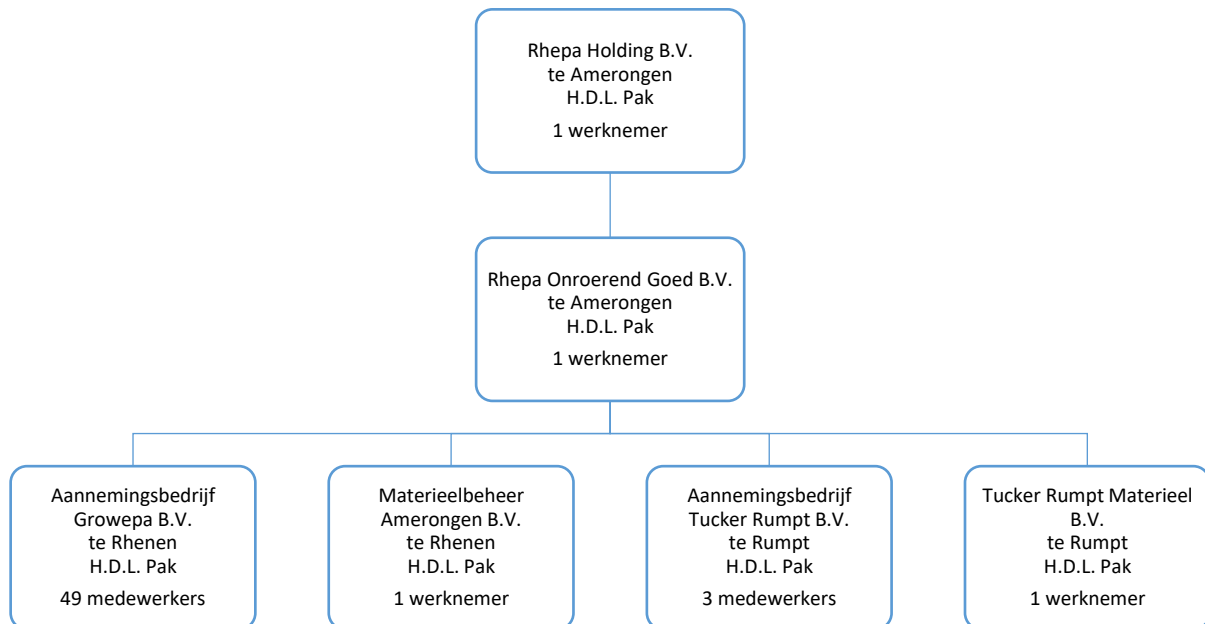 Rhepa Holding B.V.
te Amerongen
H.D.L. Pak
1 werknemer
Rhepa Onroerend Goed B.V.
te Amerongen
H.D.L. Pak
1 werknemer
Aannemingsbedrijf
Growepa B.V.
te Rhenen
H.D.L. Pak
49 medewerkers
Materieelbeheer
Amerongen B.V.
te Rhenen
H.D.L. Pak
1 werknemer
Aannemingsbedrijf
Tucker Rumpt B.V.
te Rumpt
H.D.L. Pak
3 medewerkers
Tucker Rumpt Materieel
B.V.
te Rumpt
H.D.L. Pak
1 werknemer